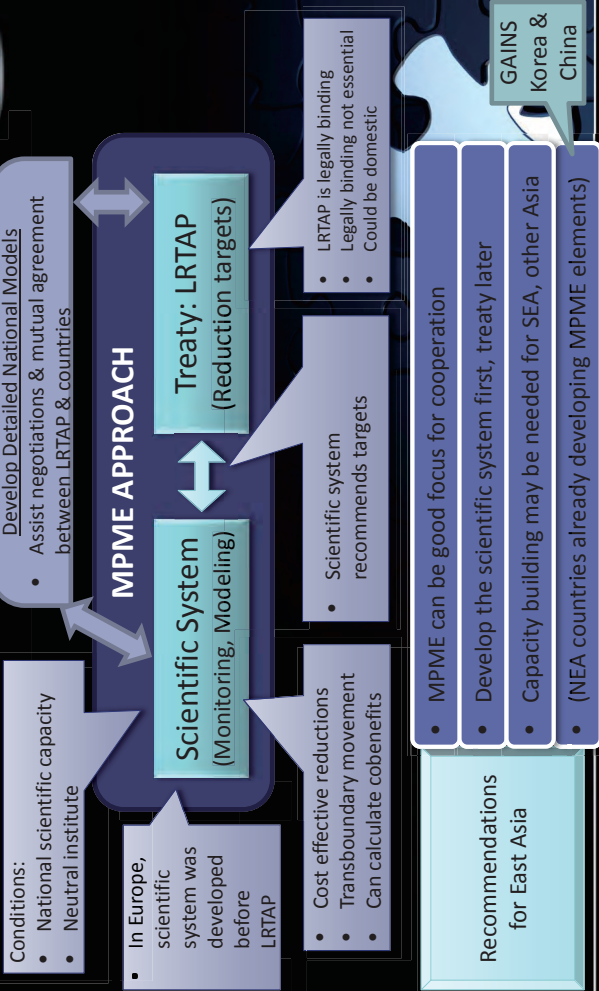 Develop Detailed National Models
• Assist negotiations & mutual agreement
between LRTAP & countries
Conditions:
• National scientific capacity
• Neutral institute
MPME APPROACH
Scientific System
(Monitoring, Modeling)
Treaty: LRTAP
(Reduction targets)
• In Europe,
scientific
system was
developed
before
LRTAP
• Cost effective reductions
• Transboundary movement
• Can calculate cobenefits
• Scientific system
recommends targets
• LRTAP is legally binding
• Legally binding not essential
• Could be domestic
Recommendations
for East Asia
• MPME can be good focus for cooperation
• Develop the scientific system first, treaty later
• Capacity building may be needed for SEA, other Asia
• (NEA countries already developing MPME elements)
GAINS
Korea &
China